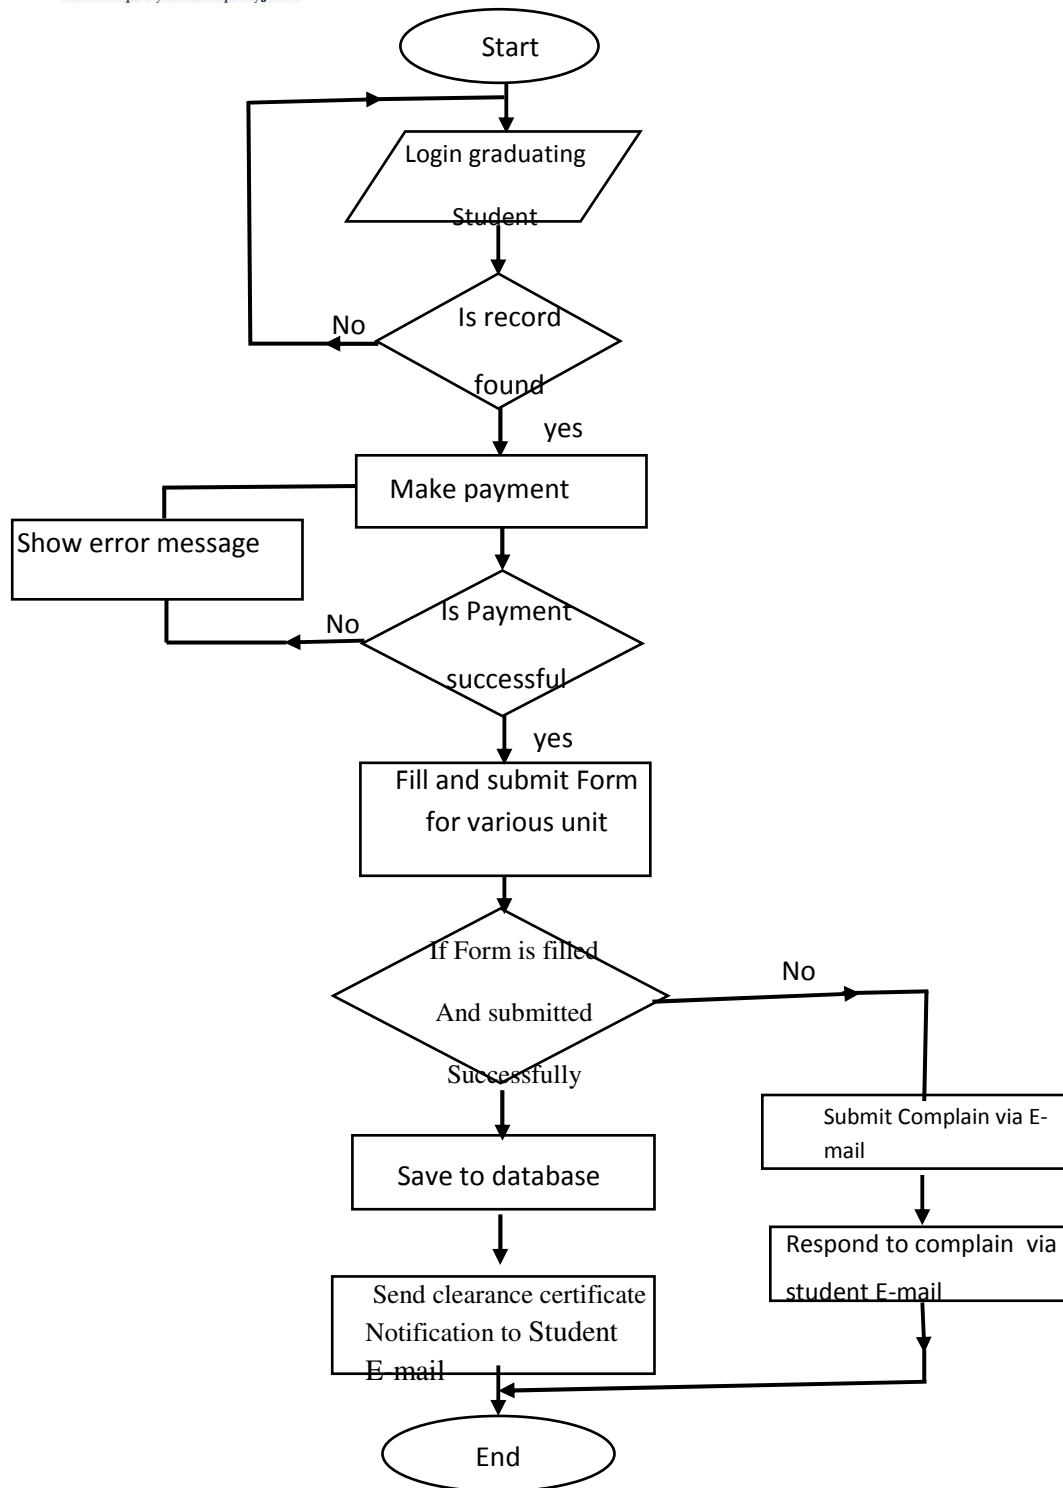 Start
Login graduating
Student
Is record
found
No
yes
Make payment
Show error message
Is Payment
successful
No
yes
Fill and submit Form
for various unit
If Form is filled
And submitted
Successfully
No
Submit Complain via E-
mail
Save to database
Respond to complain via
student E-mail
Send clearance certificate
Notification to Student
E-mail
End